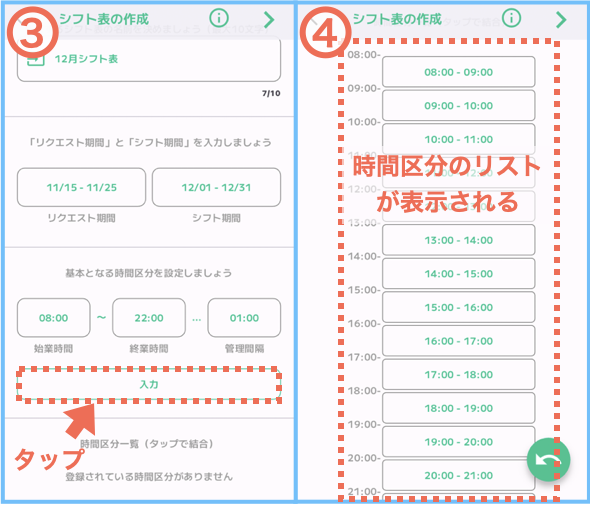 ③
シフト表の作成
12月シフト表
7/10
「リクエスト期間」と「シフト期間」を入力しましょう
11/15 - 11/25
12/01 - 12/31
リクエスト期間
シフト期間
基本となる時間区分を設定しましょう
08:00
〜
22:00
...
01:00
始業時間
終業時間
管理間隔
入力
タップ
時間区分一覧（タップで結合）
登録されている時間区分がありません
④
シフト表の作成
08:00-
08:00 - 09:00
09:00-
09:00 - 10:00
10:00-
10:00 - 11:00
時間区分のリスト
12:00-
が表示される
13:00-
13:00 - 14:00
14:00-
14:00 - 15:00
15:00-
15:00 - 16:00
16:00-
16:00 - 17:00
17:00-
17:00 - 18:00
18:00-
18:00 - 19:00
19:00-
19:00 - 20:00
20:00-
20:00 - 21:00
21:00-